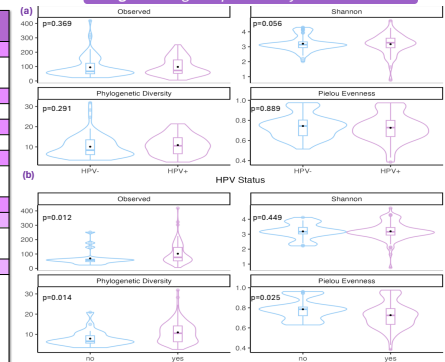 (a)
Observed
Shannon
p=0.369
p=0.056
400
300
200
100
0
4
3
2
1
Phylogenetic Diversity
Pielou Evenness
p=0.291
p=0.889
30
20
10
1.0
0.8
0.6
0.4
HPV-
HPV+
HPV-
HPV+
HPV Status
(b)
Observed
Shannon
p=0.012
p=0.449
400
300
200
100
0
4
3
2
1
Phylogenetic Diversity
Pielou Evenness
p=0.014
p=0.025
30
20
10
1.0
0.8
0.6
0.4
no
yes
no
yes